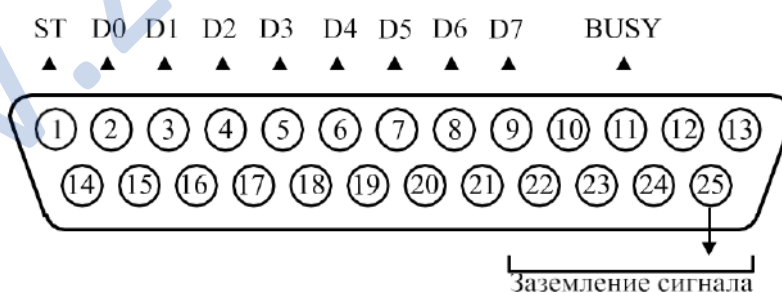 ST D0 D1 D2 D3 D4 D5 D6 D7 BUSY
1 2 3 4 5 6 7 8 9 10 11 12 13
14 15 16 17 18 19 20 21 22 23 24 25
Заземление сигнала